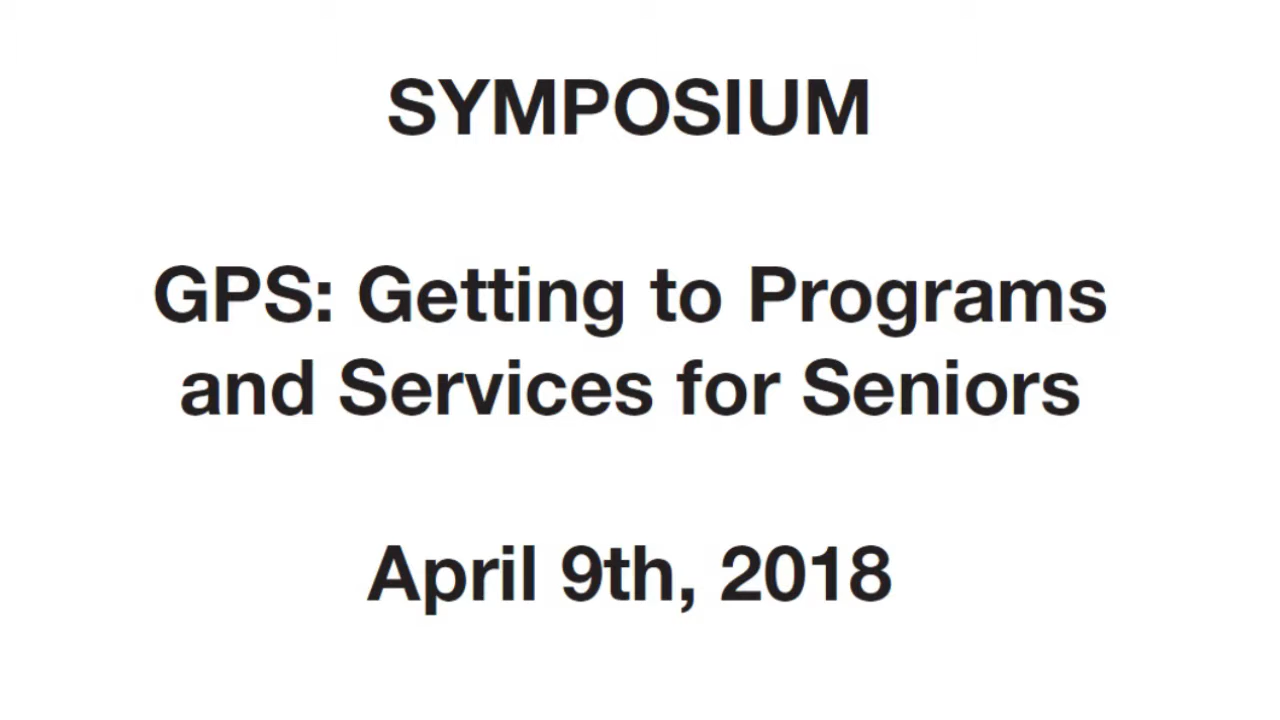 SYMPOSIUM
GPS: Getting to Programs
and Services for Seniors
April 9th, 2018